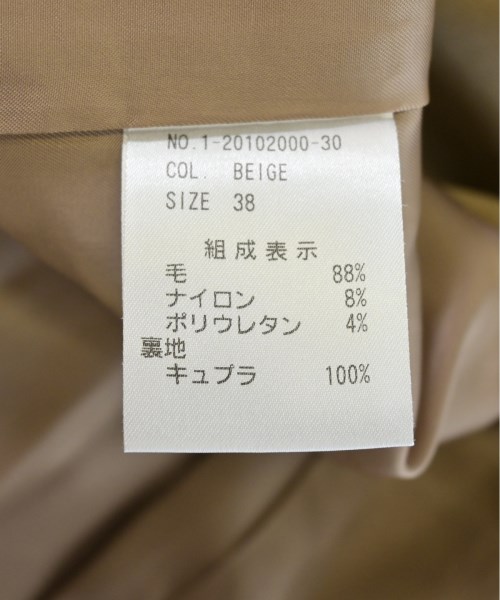 NO.1-20102000-30
COL. BEIGE
SIZE 38
組成表示
毛 88%
ナイロン 8%
ポリウレタン 4%
裏地
キュプラ 100%